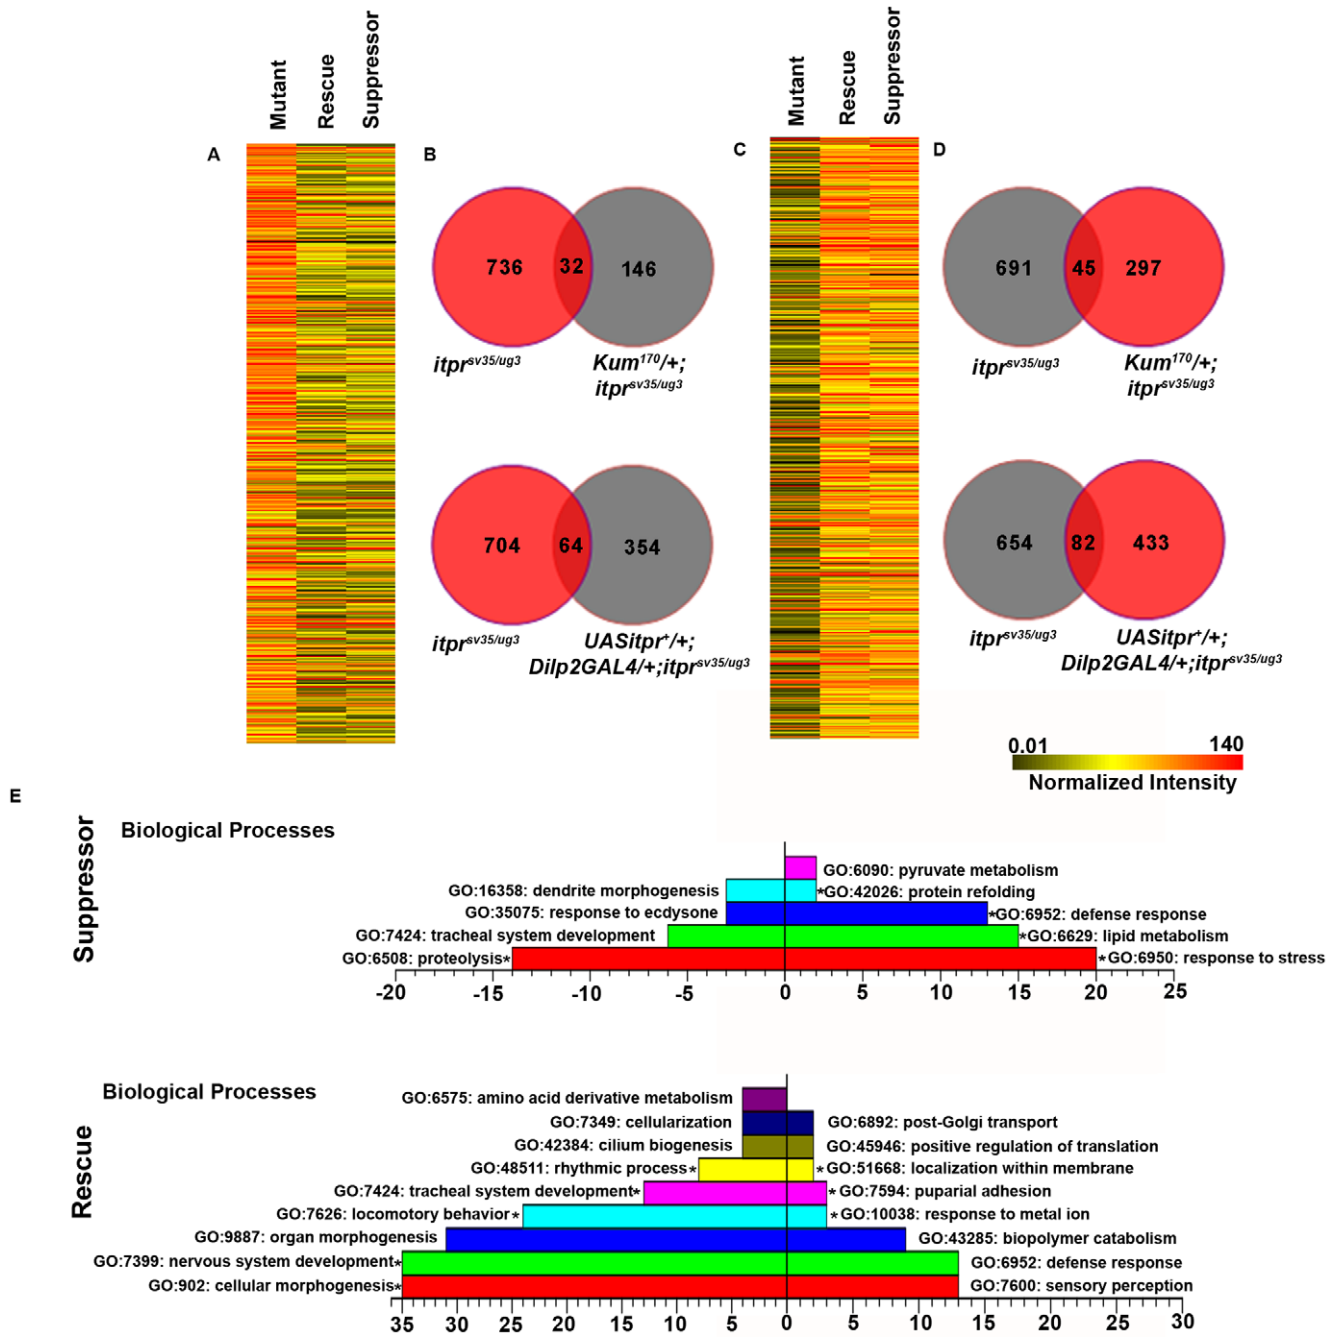 Mutant
Rescue
Suppressor
Mutant
Rescue
Suppressor
A
B
C
D
736 32 146
itpr^sv35/ug3
Kum^170/+;
itpr^sv35/ug3
691 45 297
itpr^sv35/ug3
Kum^170/+;
itpr^sv35/ug3
704 64 354
itpr^sv35/ug3
UASitpr^+/+;
Dilp2GAL4/+;itpr^sv35/ug3
654 82 433
itpr^sv35/ug3
UASitpr^+/+;
Dilp2GAL4/+;itpr^sv35/ug3
0.01 140
Normalized Intensity
E
Suppressor
Biological Processes
GO:6090: pyruvate metabolism
GO:16358: dendrite morphogenesis *GO:42026: protein refolding
GO:35075: response to ecdysone *GO:6952: defense response
GO:7424: tracheal system development *GO:6629: lipid metabolism
GO:6508: proteolysis* *GO:6950: response to stress
-20 -15 -10 -5 0 5 10 15 20 25
Rescue
Biological Processes
GO:6575: amino acid derivative metabolism
GO:7349: cellularization GO:6892: post-Golgi transport
GO:42384: cilium biogenesis GO:45946: positive regulation of translation
GO:48511: rhythmic process* *GO:51668: localization within membrane
GO:7424: tracheal system development* *GO:7594: puparial adhesion
GO:7626: locomotory behavior* *GO:10038: response to metal ion
GO:9887: organ morphogenesis GO:43285: biopolymer catabolism
GO:7399: nervous system development* GO:6952: defense response
GO:902: cellular morphogenesis* GO:7600: sensory perception
35 30 25 20 15 10 5 0 5 10 15 20 25 30